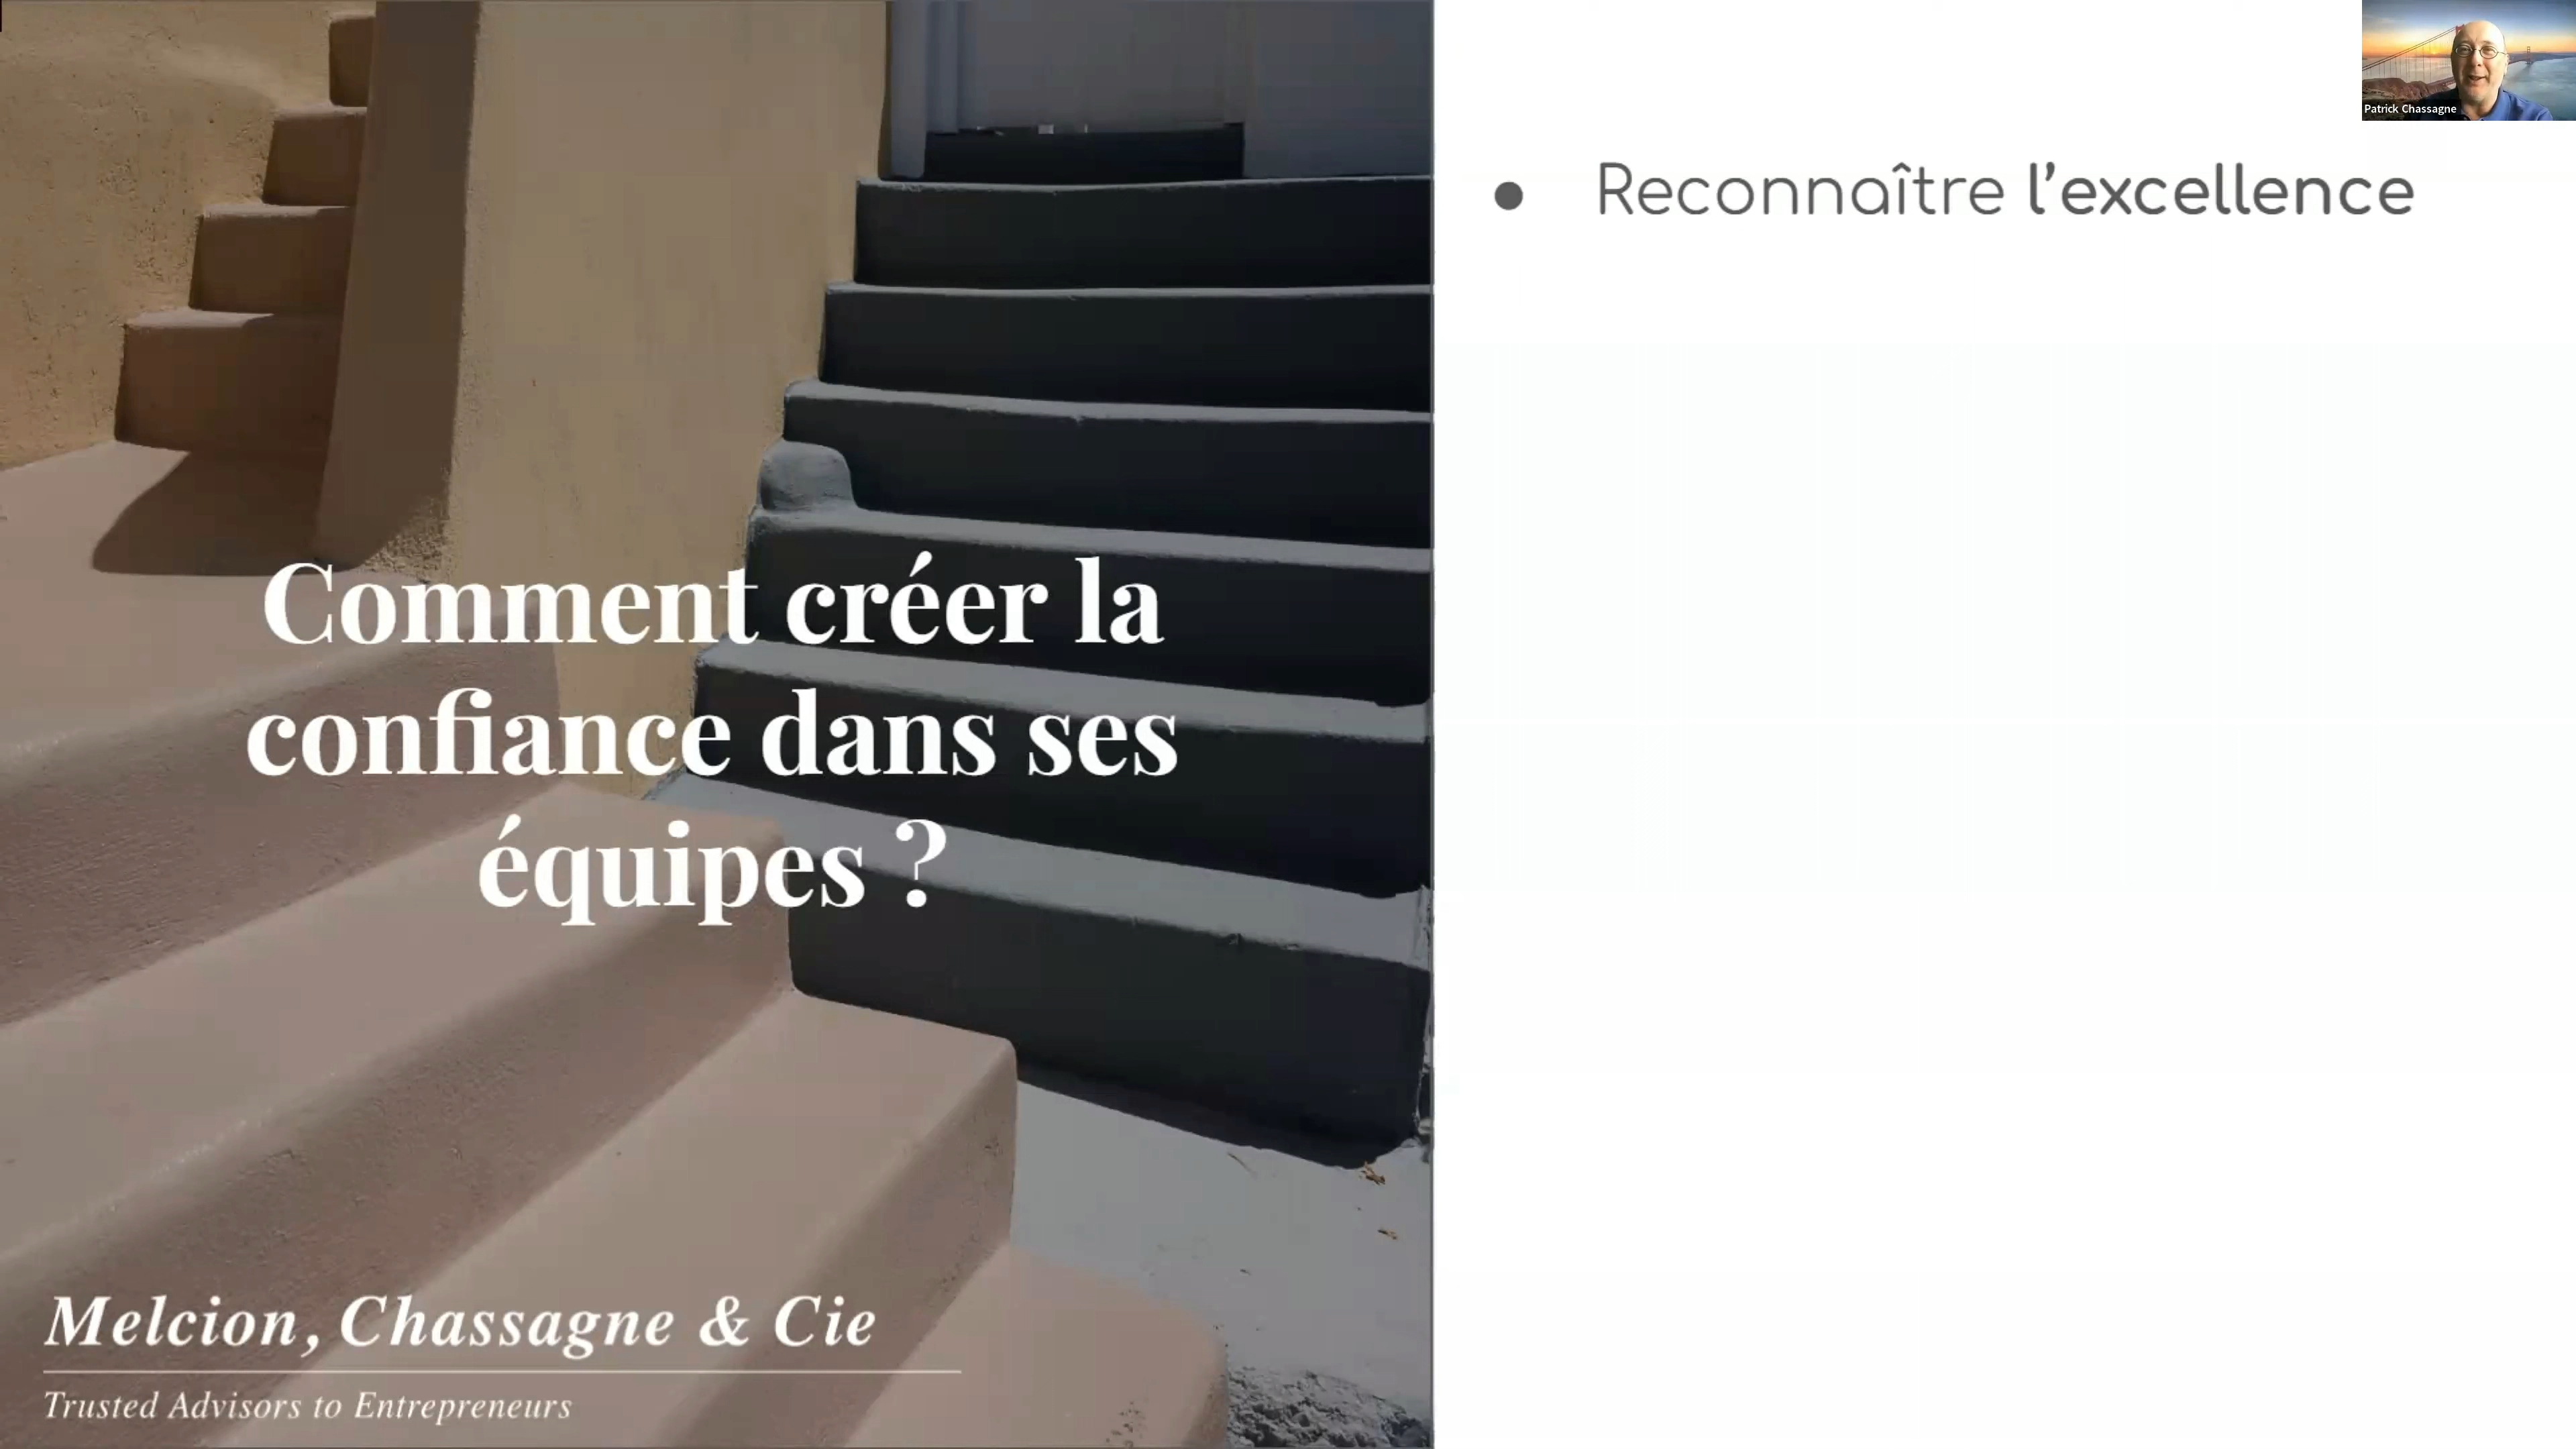 Comment créer la
confiance dans ses
équipes ?
Melcion, Chassagne & Cie
Trusted Advisors to Entrepreneurs
Patrick Chassagne
● Reconnaître l’excellence